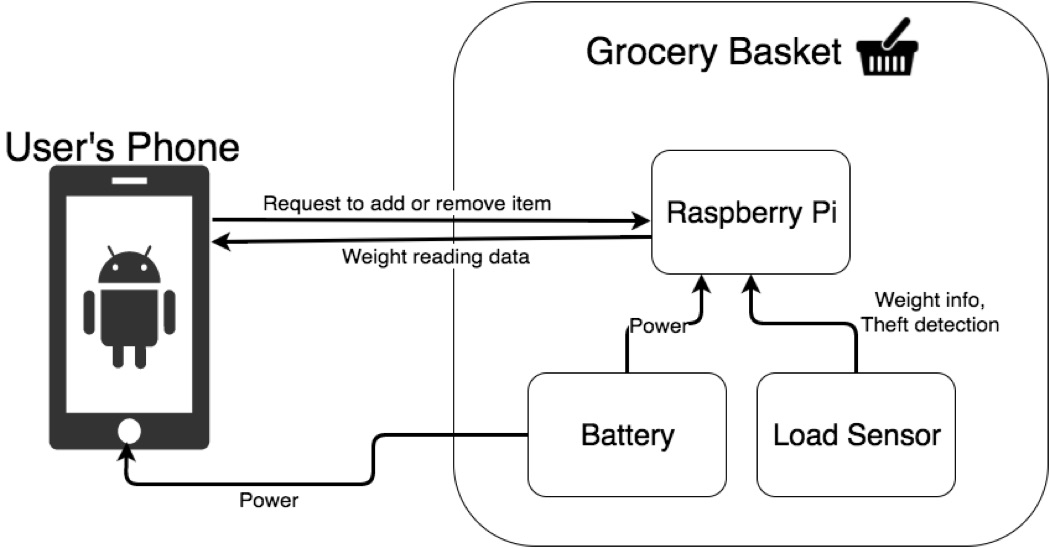 Grocery Basket
User's Phone
Request to add or remove item
Weight reading data
Raspberry Pi
Weight info,
Theft detection
Power
Battery
Load Sensor
Power